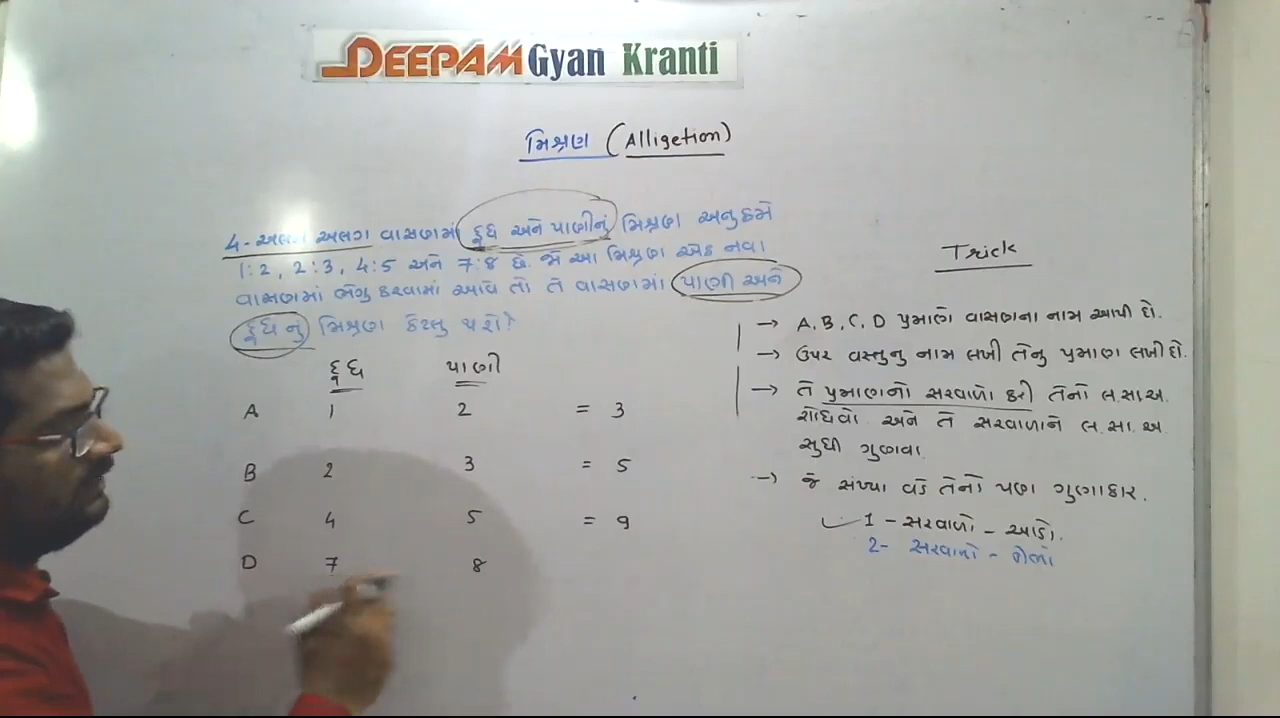 DEEPAM Gyan Kranti
મિશ્રણ (Alligetion)
4-અલગ અલગ વાસણમાં દૂધ અને પાણીનું મિશ્રણ અનુક્રમે
1:2, 2:3, 4:5 અને 7:8 છે. જો આ મિશ્રણ એક નવા
વાસણમાં ભેગુ કરવામાં આવે તો તે વાસણમાં પાણી અને
દૂધ નું મિશ્રણ કેટલુ થશે?
દૂધ પાણી
A 1 2 = 3
B 2 3 = 5
C 4 5 = 9
D 7 8
Trick
→ A, B, C, D પ્રમાણે વાસણના નામ આપી દો.
→ ઉપર વસ્તુનુ નામ લખી તેનુ પ્રમાણ લખી દો.
→ તે પ્રમાણનો સરવાળો કરી તેનો લ.સા.અ.
શોધવો અને તે સરવાળાને લ.સા.અ
સુધી ગુણવા.
→ જે સંખ્યા વડે તેનો પણ ગુણાકાર.
1 - સરવાળો - આડો.
2- સરવાળો -